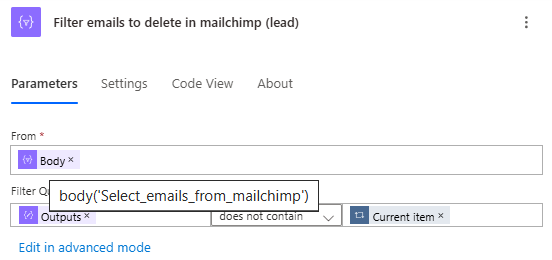 Filter emails to delete in mailchimp (lead)
Parameters Settings Code View About
From *
Body ×
Filter Qu
body('Select_emails_from_mailchimp')
Outputs × does not contain Current item ×
Edit in advanced mode